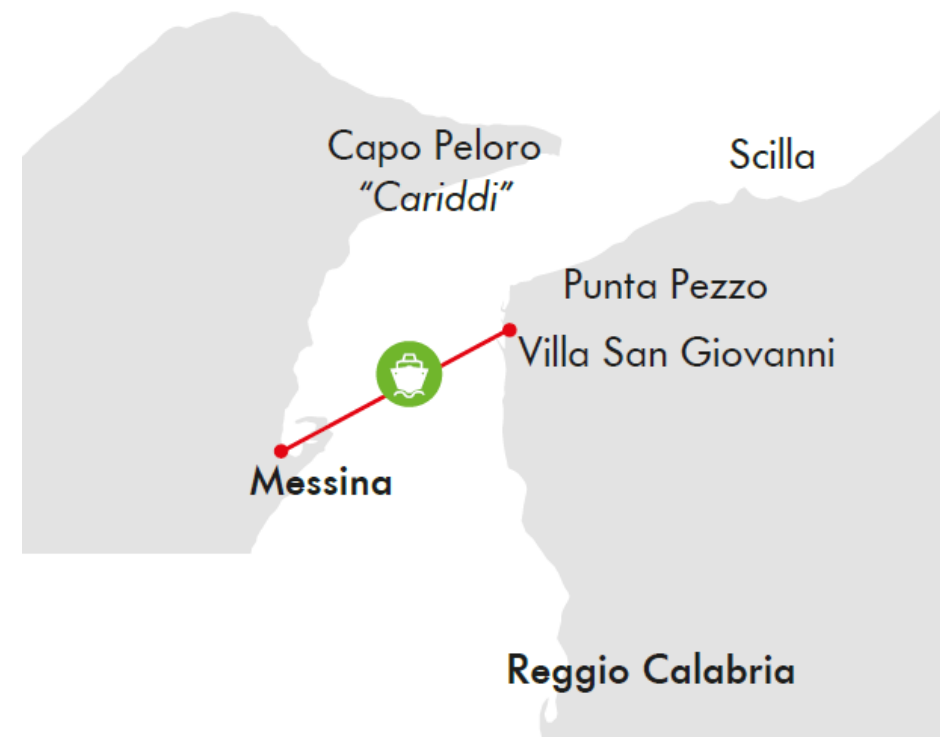 Capo Peloro
“Cariddi”
Scilla
Punta Pezzo
Villa San Giovanni
Messina
Reggio Calabria